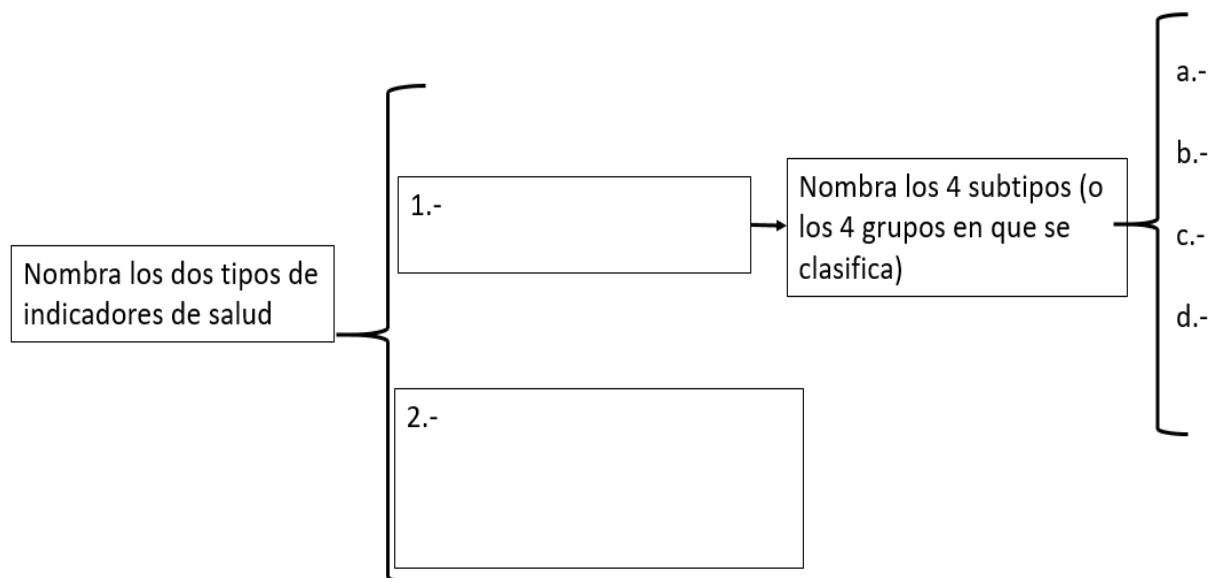 Nombra los dos tipos de
indicadores de salud
1.-
2.-
Nombra los 4 subtipos (o
los 4 grupos en que se
clasifica)
a.-
b.-
c.-
d.-